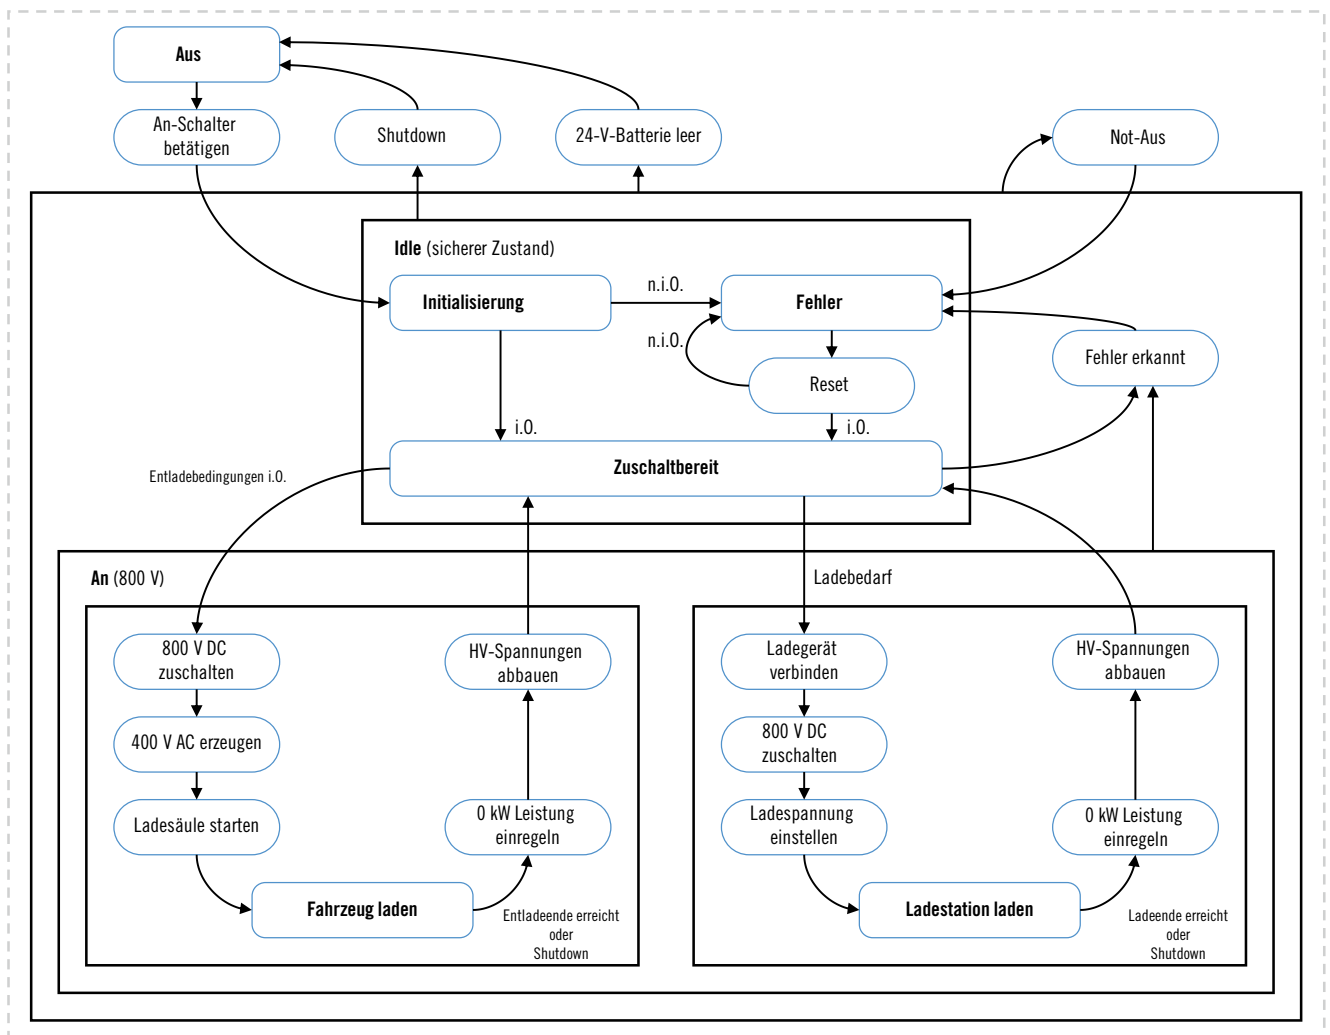 Aus
An-Schalter
betätigen
Shutdown
24-V-Batterie leer
Not-Aus
Idle (sicherer Zustand)
Initialisierung
n.i.O.
Fehler
n.i.O.
Reset
Fehler erkannt
i.O.
i.O.
Zuschaltbereit
Entladebedingungen i.O.
An (800 V)
Ladebedarf
800 V DC
zuschalten
400 V AC erzeugen
Ladesäule starten
Fahrzeug laden
HV-Spannungen
abbauen
0 kW Leistung
einregeln
Entladeende erreicht
oder
Shutdown
Ladegerät
verbinden
800 V DC
zuschalten
Ladespannung
einstellen
Ladestation laden
HV-Spannungen
abbauen
0 kW Leistung
einregeln
Ladeende erreicht
oder
Shutdown